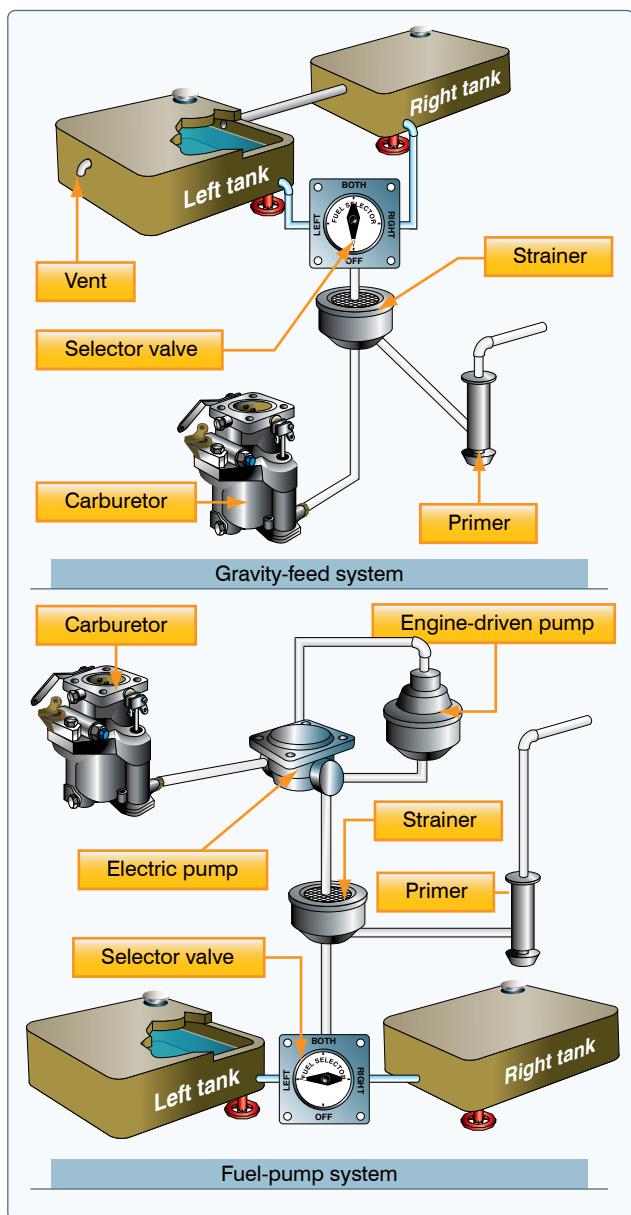 Right tank
Left tank
BOTH
LEFT
FUEL SELECTOR
RIGHT
OFF
Vent
Strainer
Selector valve
Carburetor
Primer
Gravity-feed system
Carburetor
Engine-driven pump
Strainer
Electric pump
Primer
Selector valve
Left tank
BOTH
LEFT
FUEL SELECTOR
RIGHT
OFF
Right tank
Fuel-pump system